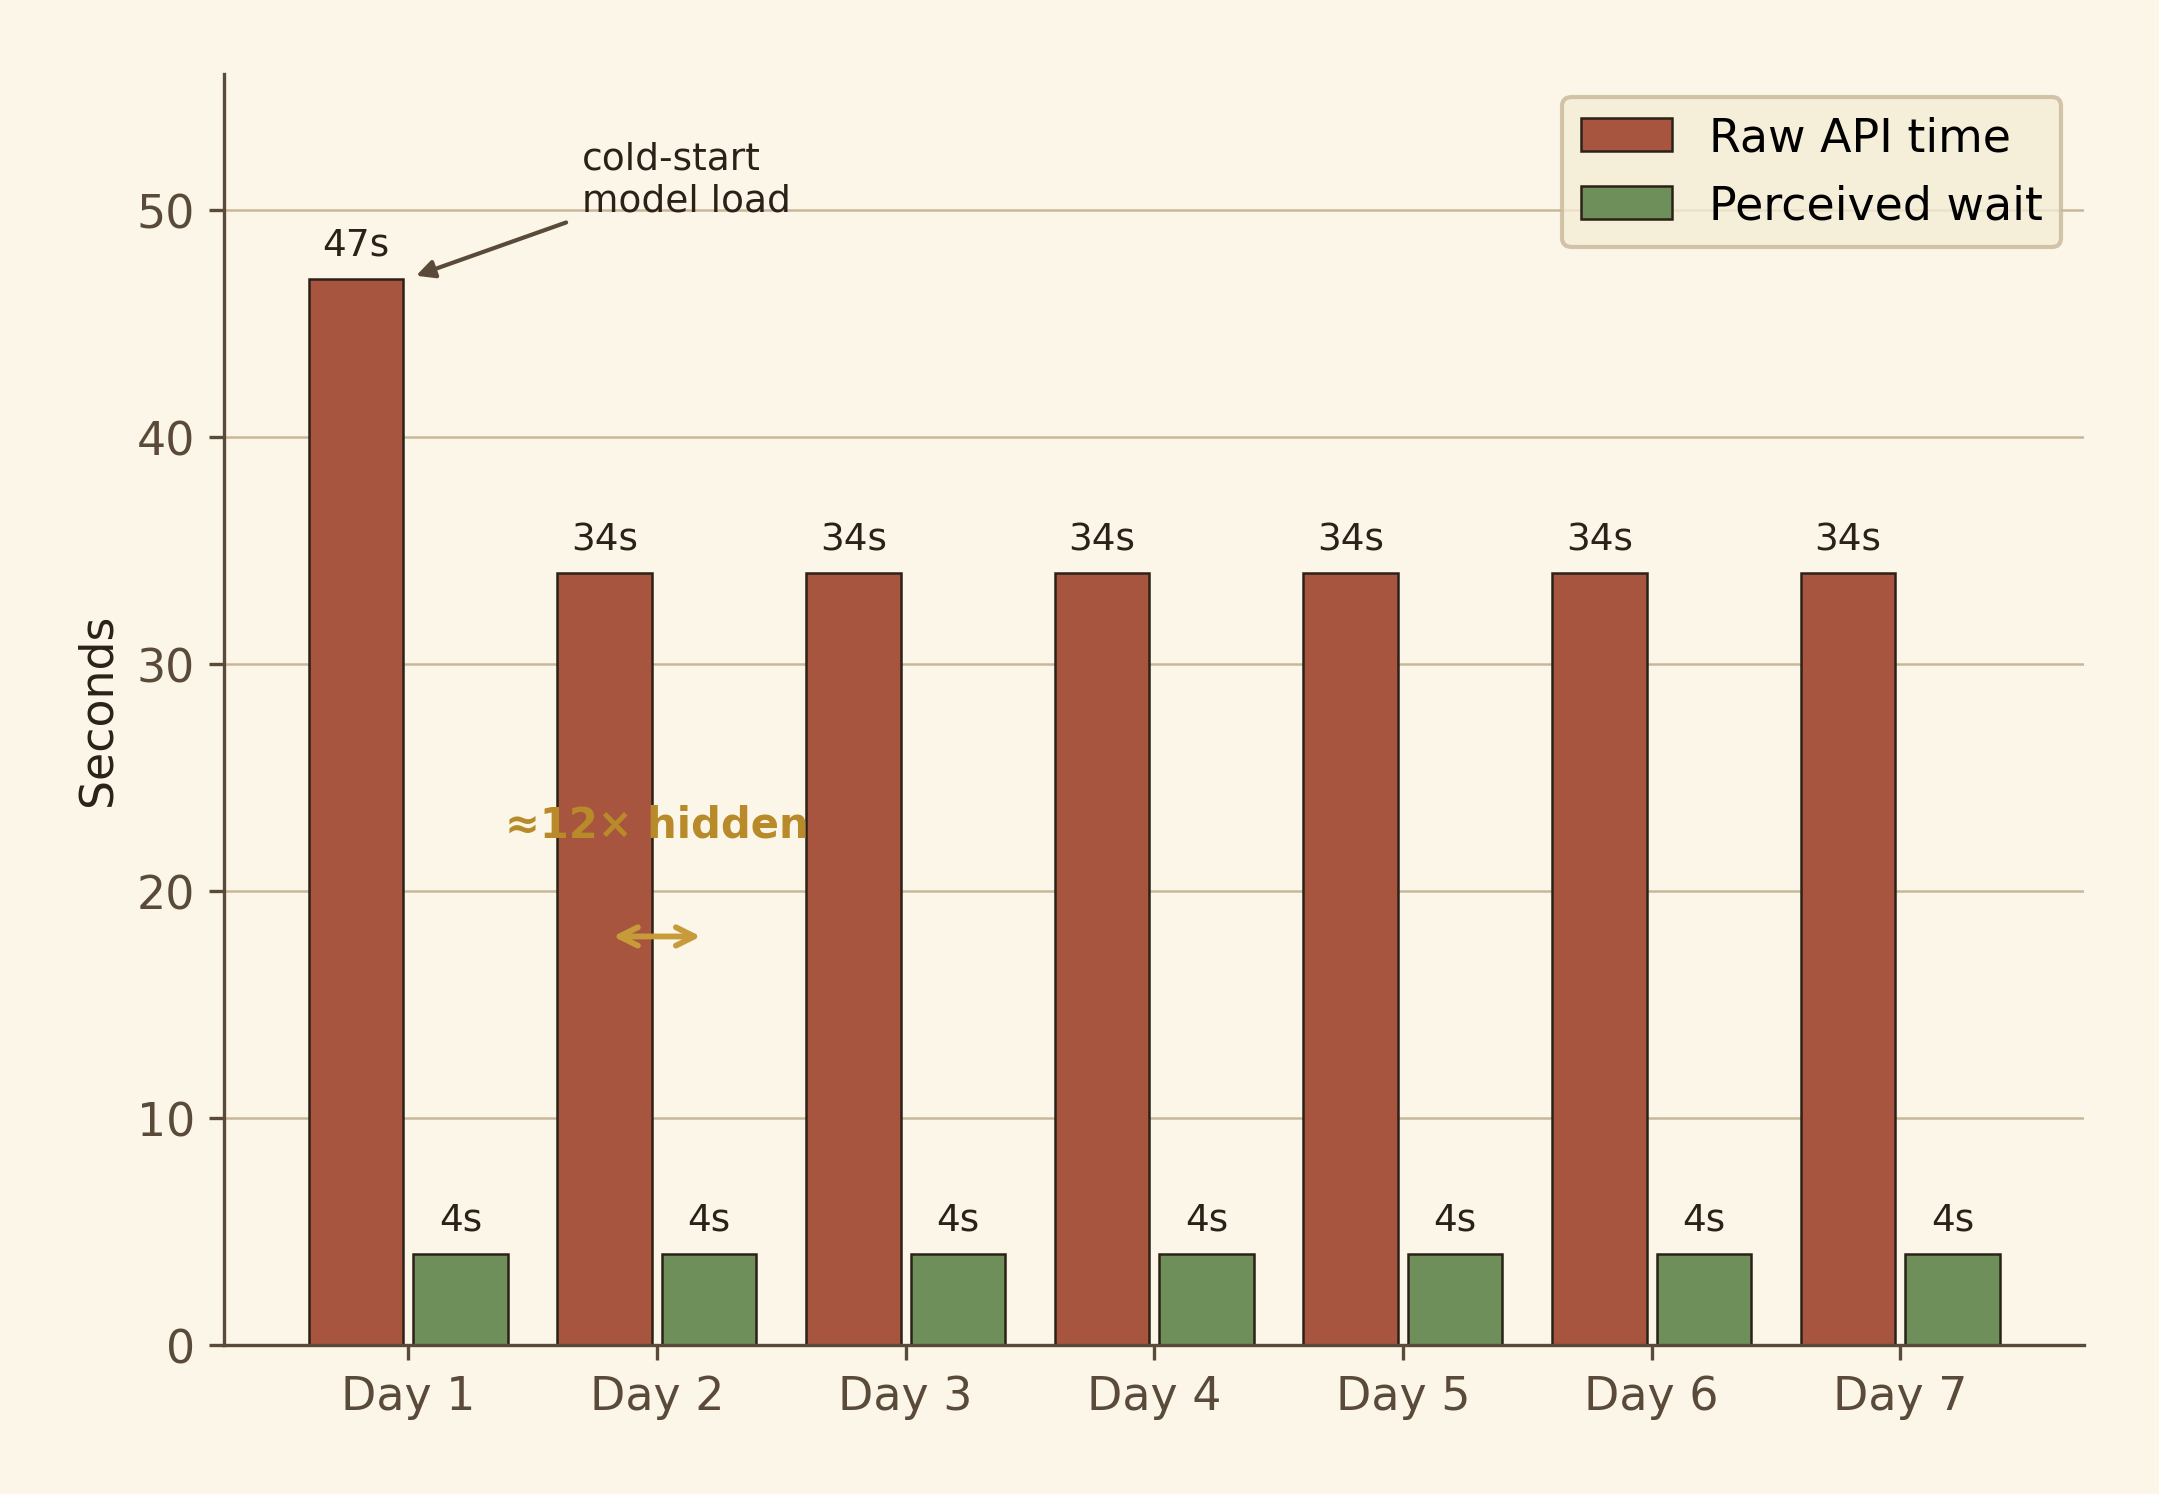 cold-start
model load
Raw API time
Perceived wait
50
47s
40
34s 34s 34s 34s 34s 34s
Seconds
30
≈12× hidden
20
10
4s 4s 4s 4s 4s 4s 4s
0
Day 1 Day 2 Day 3 Day 4 Day 5 Day 6 Day 7